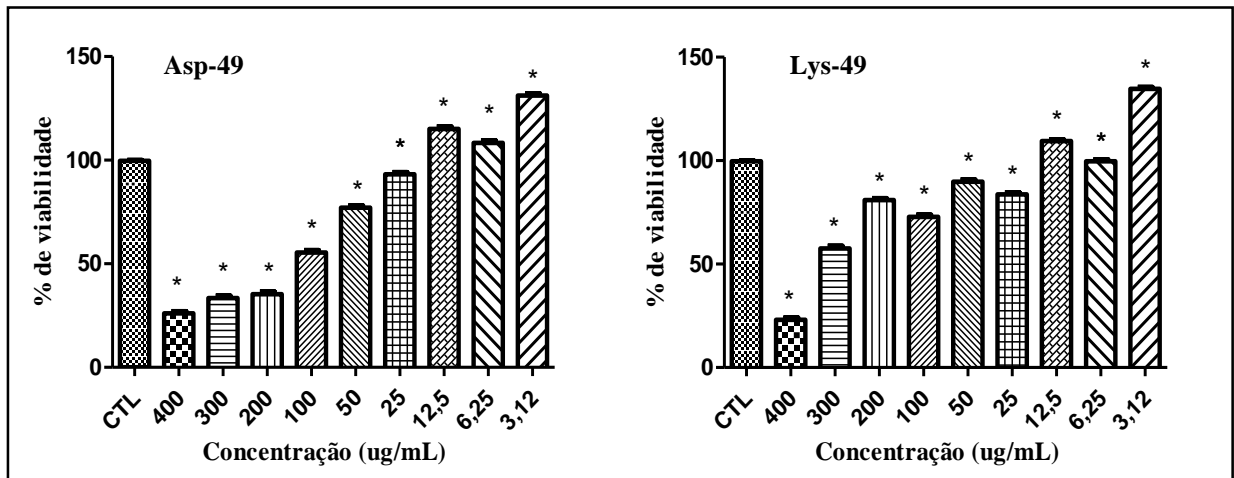 Asp-49
% de viabilidade
150
100
50
0
* * * * * * * * *
CTL 400 300 200 100 50 25 12,5 6,25 3,12
Concentração (ug/mL)
Lys-49
% de viabilidade
150
100
50
0
* * * * * * * * *
CTL 400 300 200 100 50 25 12,5 6,25 3,12
Concentração (ug/mL)